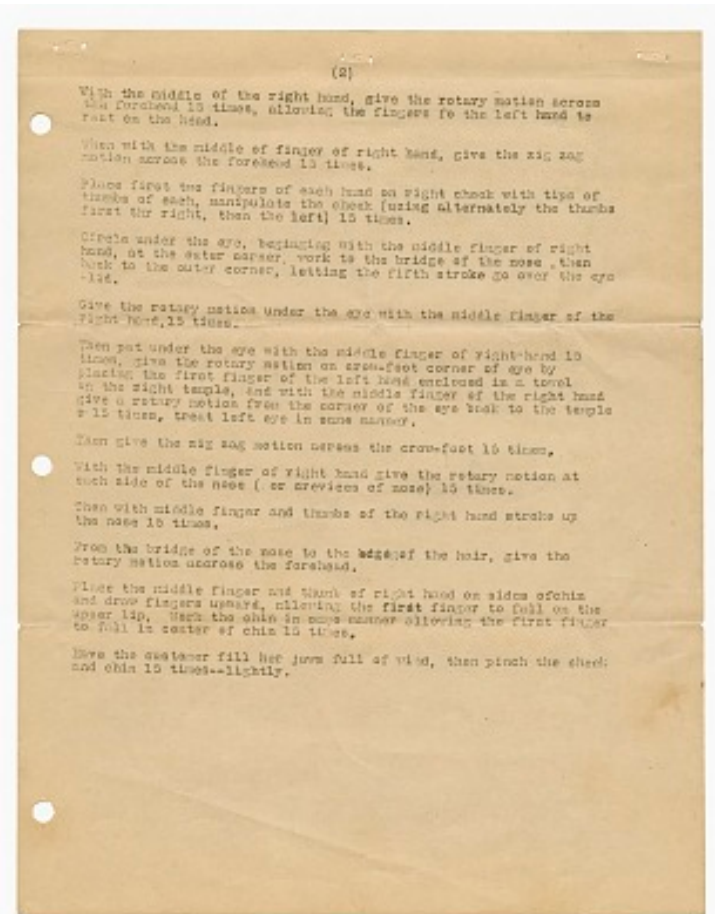 (2)
With the middle of the right hand, give the rotary motion across
the forehead 15 times, allowing the fingers fo the left hand to
rest on the head.
Then with the middle of finger of right hand, give the zig zag
motion across the forehead 15 times.
Place first two fingers of each hand on right cheek with tips of
thumbs of each, manipulate the cheek (using alternately the thumbs
first thr right, then the left) 15 times.
Circle under the eye, beginging with the middle finger of right
hand, at the outer corner, work to the bridge of the nose ,then
back to the outer corner, letting the fifth stroke go over the eye
-lid.
Give the rotary motion under the eye with the middle finger of the
right hand,15 times.
Then pat under the eye with the middle finger of right-hand 15
times, give the rotary motion on crow-foot corner of eye by
placing the first finger of the left hand enclosed in a towel
on the right temple, and with the middle finger of the right hand
give a rotary motion from the corner of the eye back to the temple
15 times, treat left eye in same manner.
Then give the zig zag motion across the crow-foot 15 times.
With the middle finger of right hand give the rotary motion at
each side of the nose ( or crevices of nose) 15 times.
Then with middle finger and thumbs of the right hand stroke up
the nose 15 times.
From the bridge of the nose to the edge of the hair, give the
rotary motion uacross the forehead.
Place the middle finger and thumb of right hand on sides ofchin
and draw fingers upward, allowing the first finger to fall on the
upper lip. Work the chin in same manner allowing the first finger
to fall in center of chin 15 times.
Have the customer fill her jaws full of wind, then pinch the cheek
and chin 15 times--lightly.